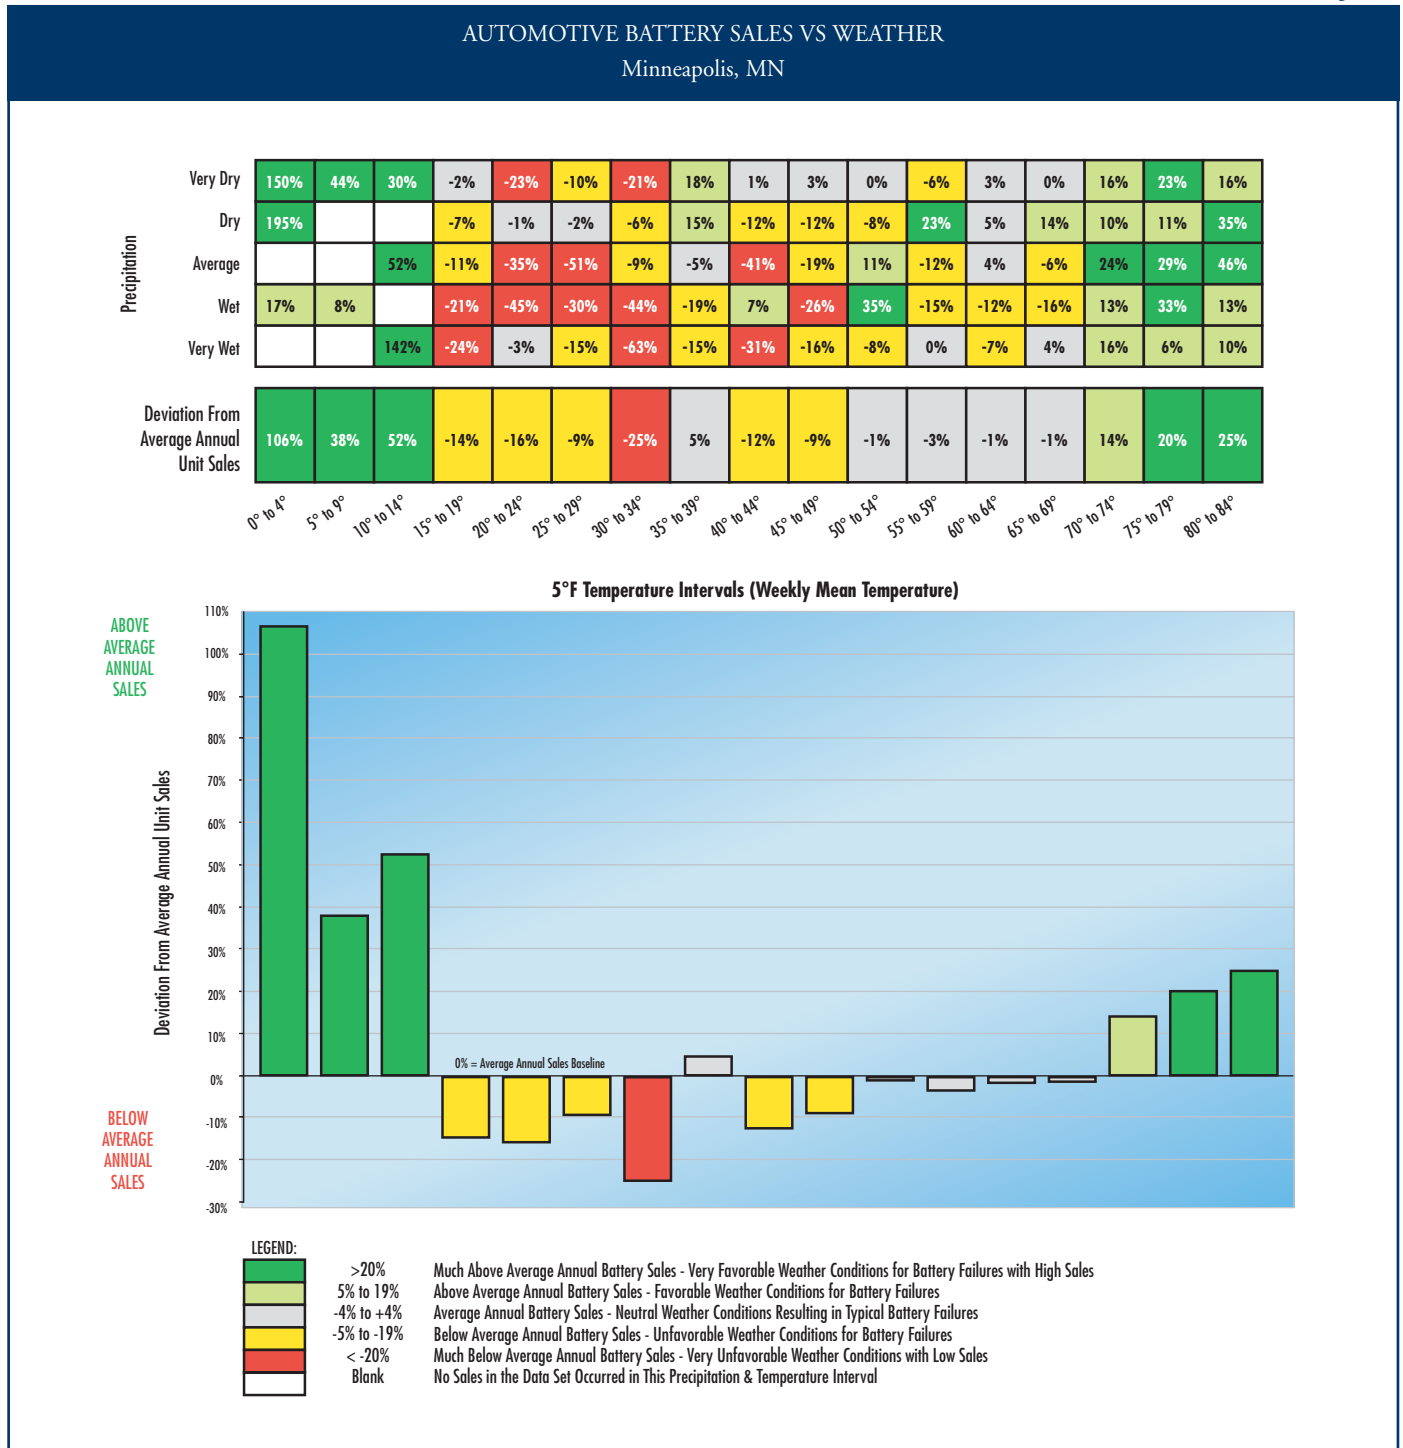 AUTOMOTIVE BATTERY SALES VS WEATHER
Minneapolis, MN
Precipitation
Very Dry 150% 44% 30% -2% -23% -10% -21% 18% 1% 3% 0% -6% 3% 0% 16% 23% 16%
Dry 195% -7% -1% -2% -6% 15% -12% -12% -8% 23% 5% 14% 10% 11% 35%
Average 52% -11% -35% -51% -9% -5% -41% -19% 11% -12% 4% -6% 24% 29% 46%
Wet 17% 8% -21% -45% -30% -44% -19% 7% -26% 35% -15% -12% -16% 13% 33% 13%
Very Wet 142% -24% -3% -15% -63% -15% -31% -16% -8% 0% -7% 4% 16% 6% 10%
Deviation From
Average Annual
Unit Sales
106% 38% 52% -14% -16% -9% -25% 5% -12% -9% -1% -3% -1% -1% 14% 20% 25%
0° to 4° 5° to 9° 10° to 14° 15° to 19° 20° to 24° 25° to 29° 30° to 34° 35° to 39° 40° to 44° 45° to 49° 50° to 54° 55° to 59° 60° to 64° 65° to 69° 70° to 74° 75° to 79° 80° to 84°
5°F Temperature Intervals (Weekly Mean Temperature)
ABOVE
AVERAGE
ANNUAL
SALES
Deviation From Average Annual Unit Sales
110%
100%
90%
80%
70%
60%
50%
40%
30%
20%
10%
0% = Average Annual Sales Baseline
0%
-10%
-20%
-30%
BELOW
AVERAGE
ANNUAL
SALES
LEGEND:
>20% Much Above Average Annual Battery Sales - Very Favorable Weather Conditions for Battery Failures with High Sales
5% to 19% Above Average Annual Battery Sales - Favorable Weather Conditions for Battery Failures
-4% to +4% Average Annual Battery Sales - Neutral Weather Conditions Resulting in Typical Battery Failures
-5% to -19% Below Average Annual Battery Sales - Unfavorable Weather Conditions for Battery Failures
< -20% Much Below Average Annual Battery Sales - Very Unfavorable Weather Conditions with Low Sales
Blank No Sales in the Data Set Occurred in This Precipitation & Temperature Interval